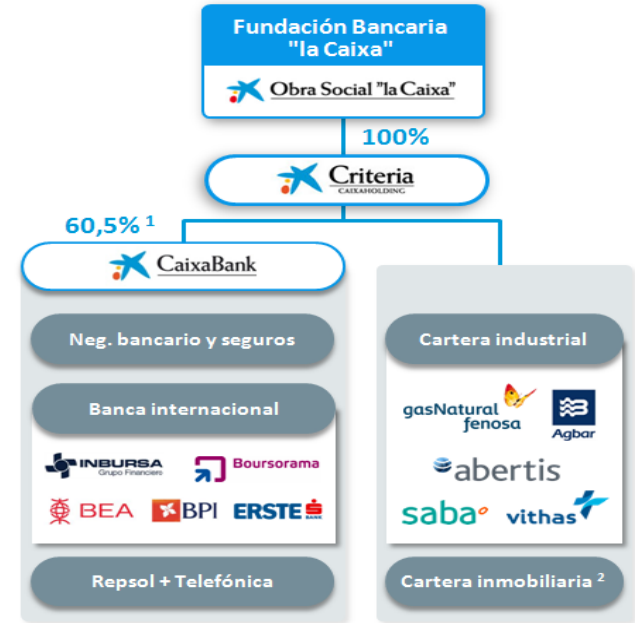 Fundación Bancaria
"la Caixa"
Obra Social "la Caixa"
100%
Criteria
CAIXAHOLDING
60,5% 1
CaixaBank
Neg. bancario y seguros
Banca internacional
INBURSA
Grupo Financiero
Boursorama
BEA
BPI
ERSTE S
BANK
Repsol + Telefónica
Cartera industrial
gasNatural
fenosa
Agbar
abertis
saba
vithas
Cartera inmobiliaria 2